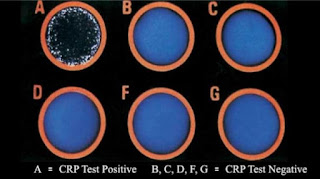 A B C
D F G
A = CRP Test Positive B, C, D, F, G = CRP Test Negative